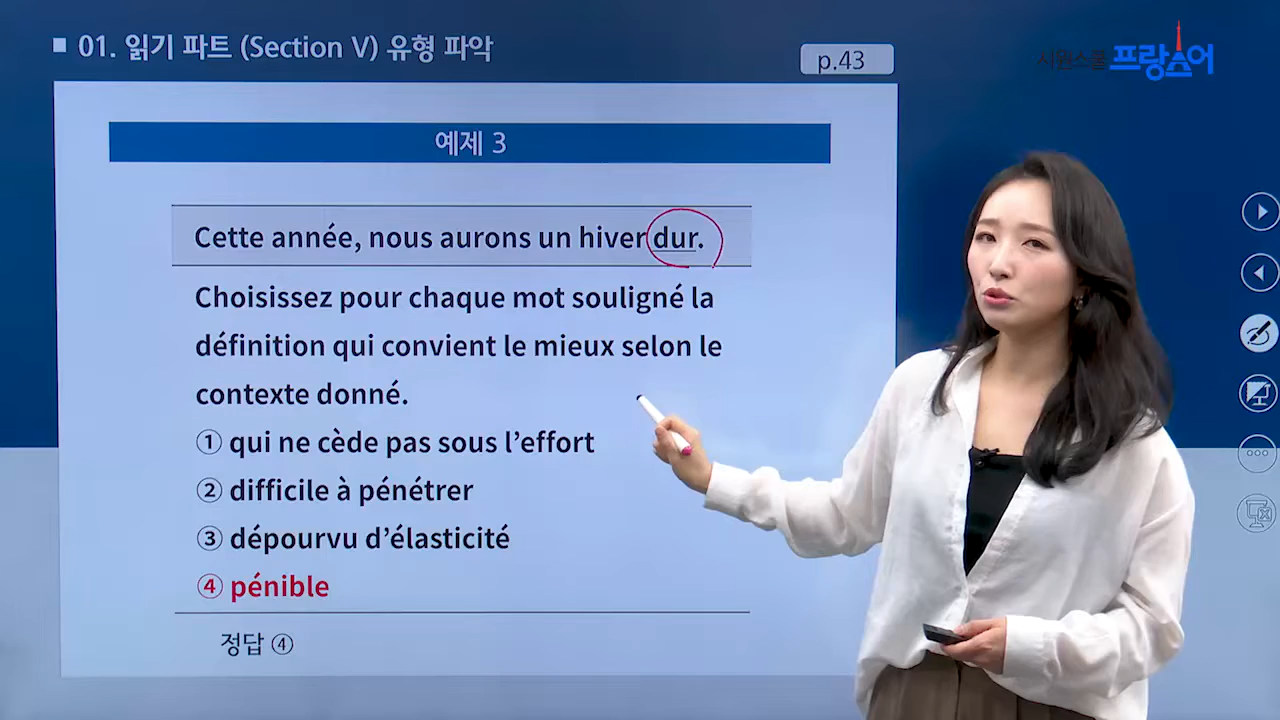 ■ 01. 읽기 파트 (Section V) 유형 파악
p.43
시원스쿨 프랑스어
예제 3
Cette année, nous aurons un hiver dur.
Choisissez pour chaque mot souligné la
définition qui convient le mieux selon le
contexte donné.
① qui ne cède pas sous l’effort
② difficile à pénétrer
③ dépourvu d’élasticité
④ pénible
정답 ④